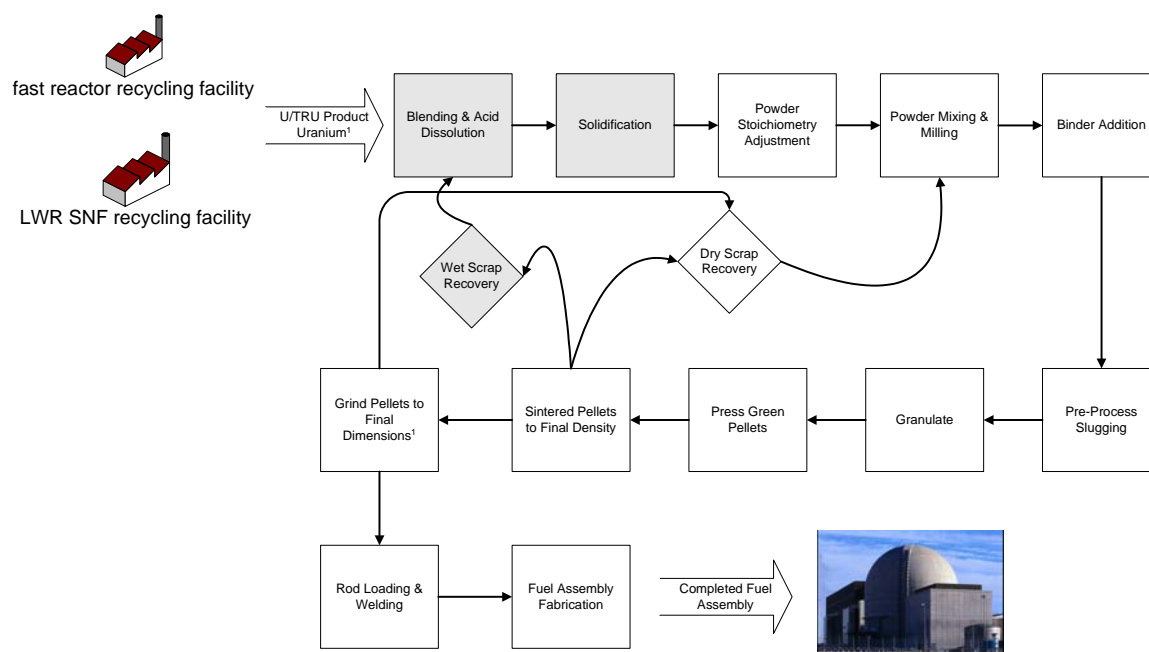 fast reactor recycling facility
LWR SNF recycling facility
U/TRU Product
Uranium¹
Blending & Acid
Dissolution
Solidification
Powder
Stoichiometry
Adjustment
Powder Mixing &
Milling
Binder Addition
Wet Scrap
Recovery
Dry Scrap
Recovery
Grind Pellets to
Final
Dimensions¹
Sintered Pellets
to Final Density
Press Green
Pellets
Granulate
Pre-Process
Slugging
Rod Loading &
Welding
Fuel Assembly
Fabrication
Completed Fuel
Assembly